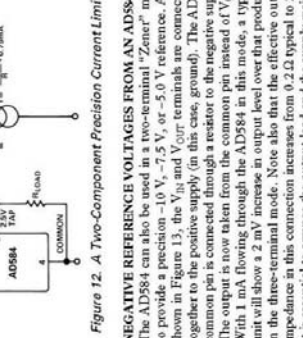 2.5V
TAP
AD584
4
COMMON
RLOAD
Figure 12. A Two-Component Precision Current Limi
NEGATIVE REFERENCE VOLTAGES FROM AN AD584
The AD584 can also be used in a two-terminal "Zener" m
to provide a precision –10 V, –7.5 V, or –5.0 V reference. A
shown in Figure 13, the VIN and VOUT terminals are connec
together to the positive supply (in this case, ground). The AD
common pin is connected through a resistor to the negative sup
The output is now taken from the common pin instead of V
With 1 mA flowing through the AD584 in this mode, a typ
unit will show a 2 mV increase in output level over that prod
in the three-terminal mode. Note also that the effective out
impedance in this connection increases from 0.2 Ω typical to